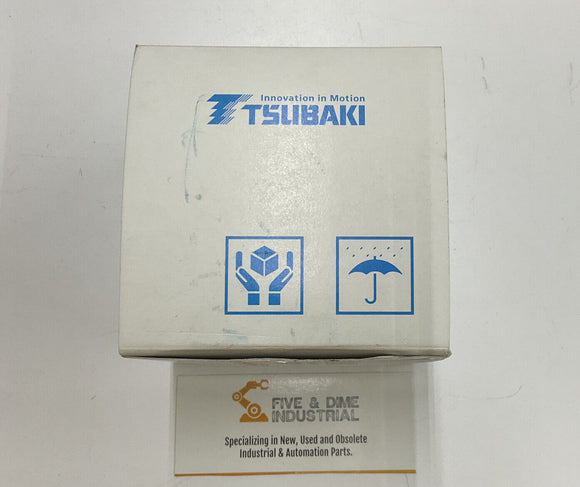 Innovation in Motion
TSUBAKI
FIVE & DIME
INDUSTRIAL
Specializing in New, Used and Obsolete
Industrial & Automation Parts.